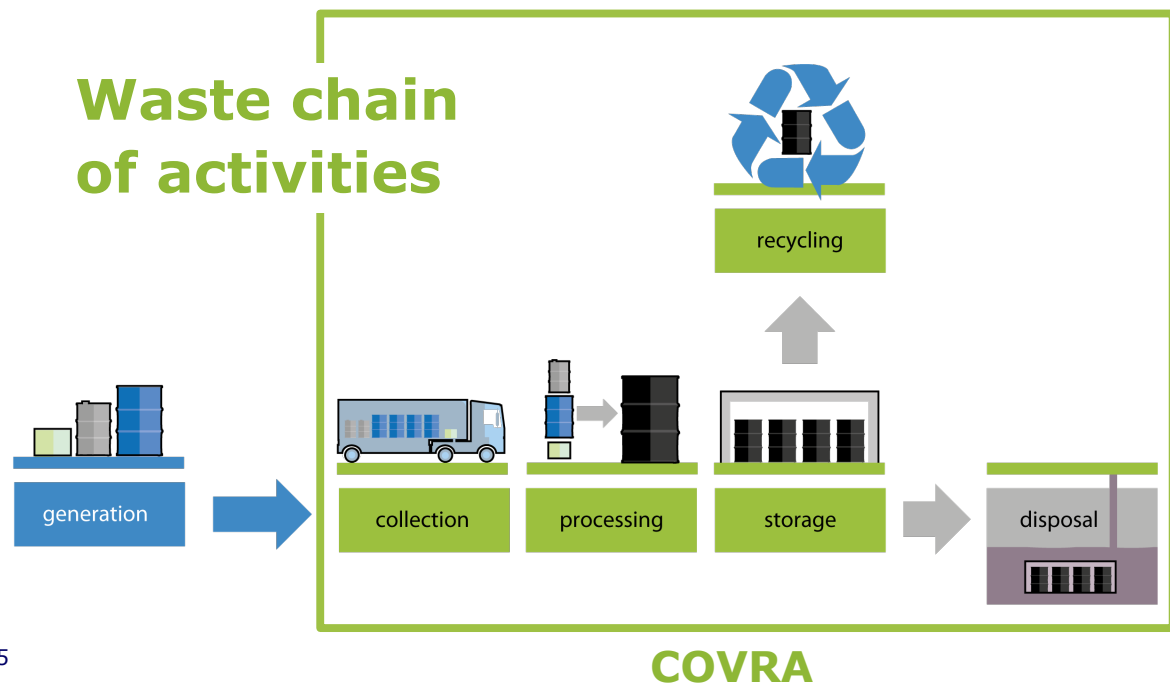 Waste chain
of activities
recycling
generation
collection
processing
storage
disposal
5
COVRA